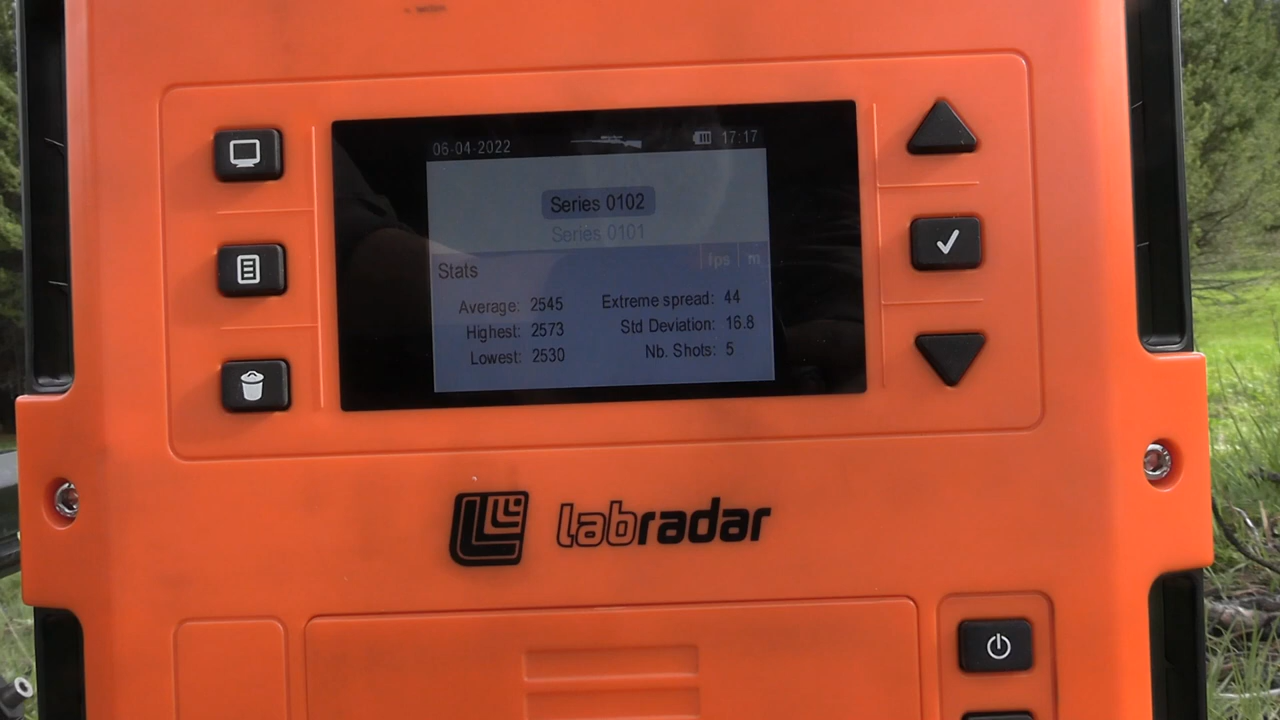 06-04-2022 17:17
Series 0102
Series 0101
fps m
Stats
Average: 2545 Extreme spread: 44
Highest: 2573 Std Deviation: 16.8
Lowest: 2530 Nb. Shots: 5
labradar